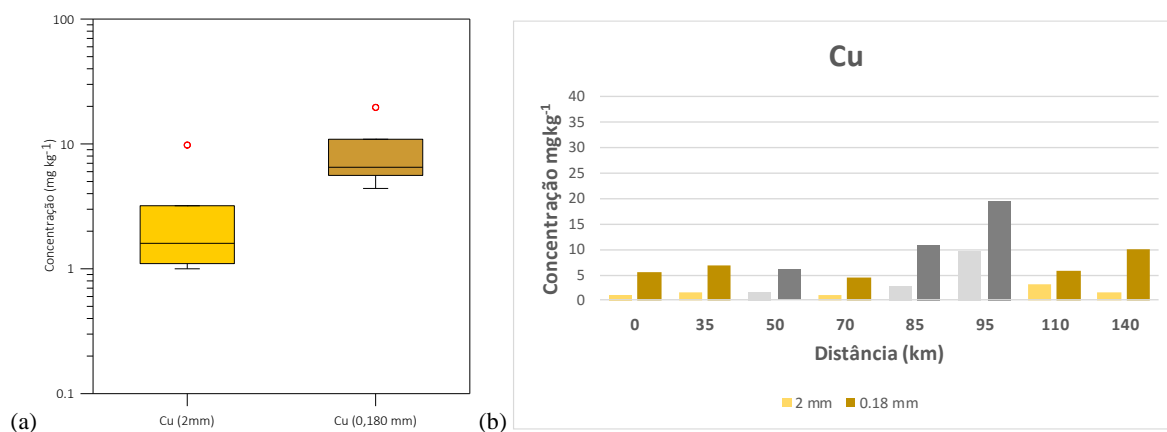 100
10
1
0.1
Concentração (mg kg-1)
Cu (2mm)
Cu (0,180 mm)
(a)
(b)
Cu
40
35
30
25
20
15
10
5
0
Concentração mgkg-1
0 35 50 70 85 95 110 140
Distância (km)
2 mm 0.18 mm